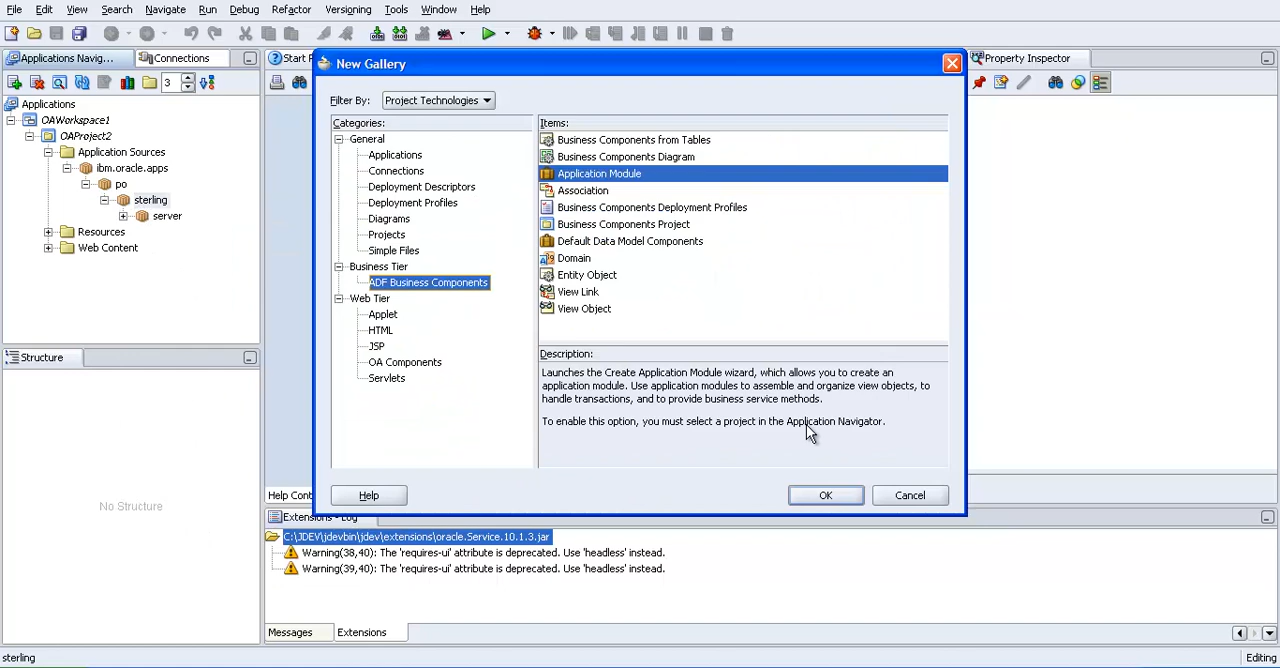 File Edit View Search Navigate Run Debug Refactor Versioning Tools Window Help
Applications Navig...
Connections
Start P
Property Inspector
3
Applications
OAWorkspace1
OAProject2
Application Sources
ibm.oracle.apps
po
sterling
server
Resources
Web Content
Structure
No Structure
New Gallery
Filter By: Project Technologies
Categories:
General
Applications
Connections
Deployment Descriptors
Deployment Profiles
Diagrams
Projects
Simple Files
Business Tier
ADF Business Components
Web Tier
Applet
HTML
JSP
OA Components
Servlets
Items:
Business Components from Tables
Business Components Diagram
Application Module
Association
Business Components Deployment Profiles
Business Components Project
Default Data Model Components
Domain
Entity Object
View Link
View Object
Description:
Launches the Create Application Module wizard, which allows you to create an
application module. Use application modules to assemble and organize view objects, to
handle transactions, and to provide business service methods.
To enable this option, you must select a project in the Application Navigator.
Help
OK
Cancel
Help Cont
Extensions - Log
C:\JDEV\jdevbin\jdev\extensions\oracle.Service.10.1.3.jar
Warning(38,40): The 'requires-ui' attribute is deprecated. Use 'headless' instead.
Warning(39,40): The 'requires-ui' attribute is deprecated. Use 'headless' instead.
Messages
Extensions
sterling
Editing